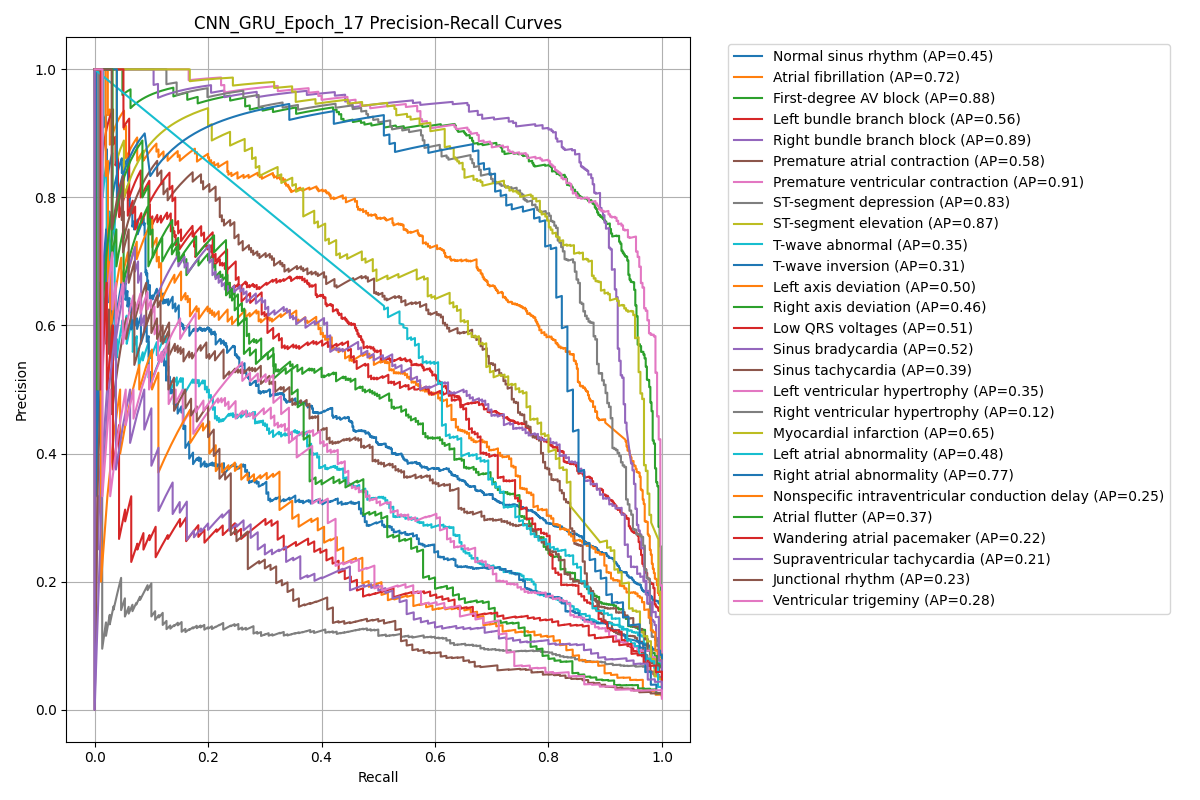 CNN_GRU_Epoch_17 Precision-Recall Curves
Precision
1.0
0.8
0.6
0.4
0.2
0.0
0.0 0.2 0.4 0.6 0.8 1.0
Recall
Normal sinus rhythm (AP=0.45)
Atrial fibrillation (AP=0.72)
First-degree AV block (AP=0.88)
Left bundle branch block (AP=0.56)
Right bundle branch block (AP=0.89)
Premature atrial contraction (AP=0.58)
Premature ventricular contraction (AP=0.91)
ST-segment depression (AP=0.83)
ST-segment elevation (AP=0.87)
T-wave abnormal (AP=0.35)
T-wave inversion (AP=0.31)
Left axis deviation (AP=0.50)
Right axis deviation (AP=0.46)
Low QRS voltages (AP=0.51)
Sinus bradycardia (AP=0.52)
Sinus tachycardia (AP=0.39)
Left ventricular hypertrophy (AP=0.35)
Right ventricular hypertrophy (AP=0.12)
Myocardial infarction (AP=0.65)
Left atrial abnormality (AP=0.48)
Right atrial abnormality (AP=0.77)
Nonspecific intraventricular conduction delay (AP=0.25)
Atrial flutter (AP=0.37)
Wandering atrial pacemaker (AP=0.22)
Supraventricular tachycardia (AP=0.21)
Junctional rhythm (AP=0.23)
Ventricular trigeminy (AP=0.28)